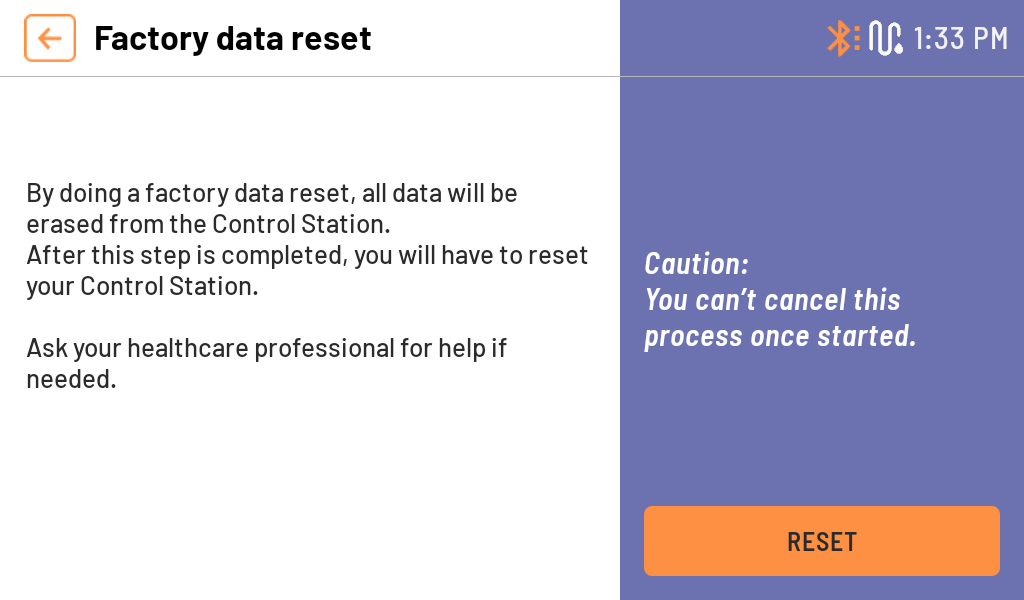 Factory data reset
1:33 PM
By doing a factory data reset, all data will be
erased from the Control Station.
After this step is completed, you will have to reset
your Control Station.
Ask your healthcare professional for help if
needed.
Caution:
You can’t cancel this
process once started.
RESET